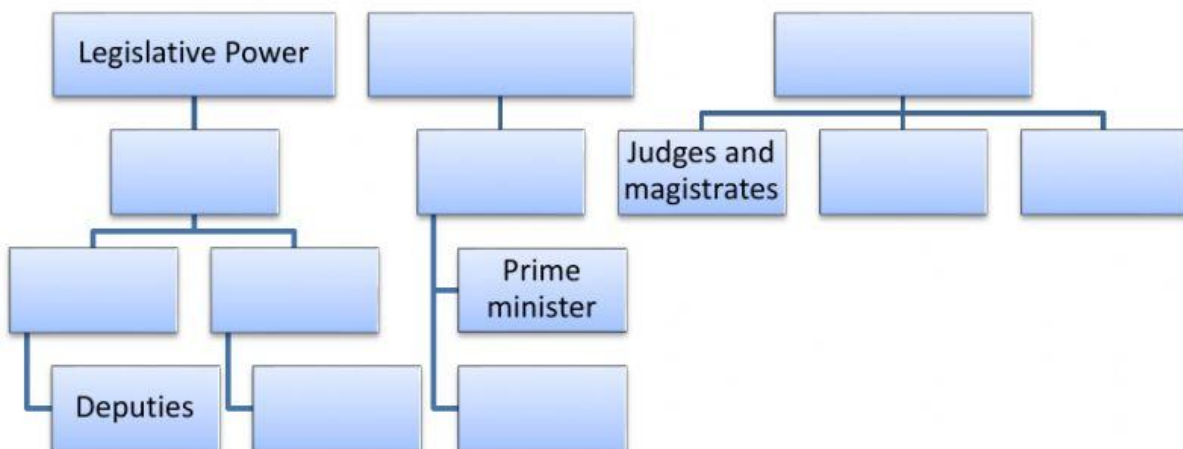 Legislative Power
Judges and
magistrates
Prime
minister
Deputies